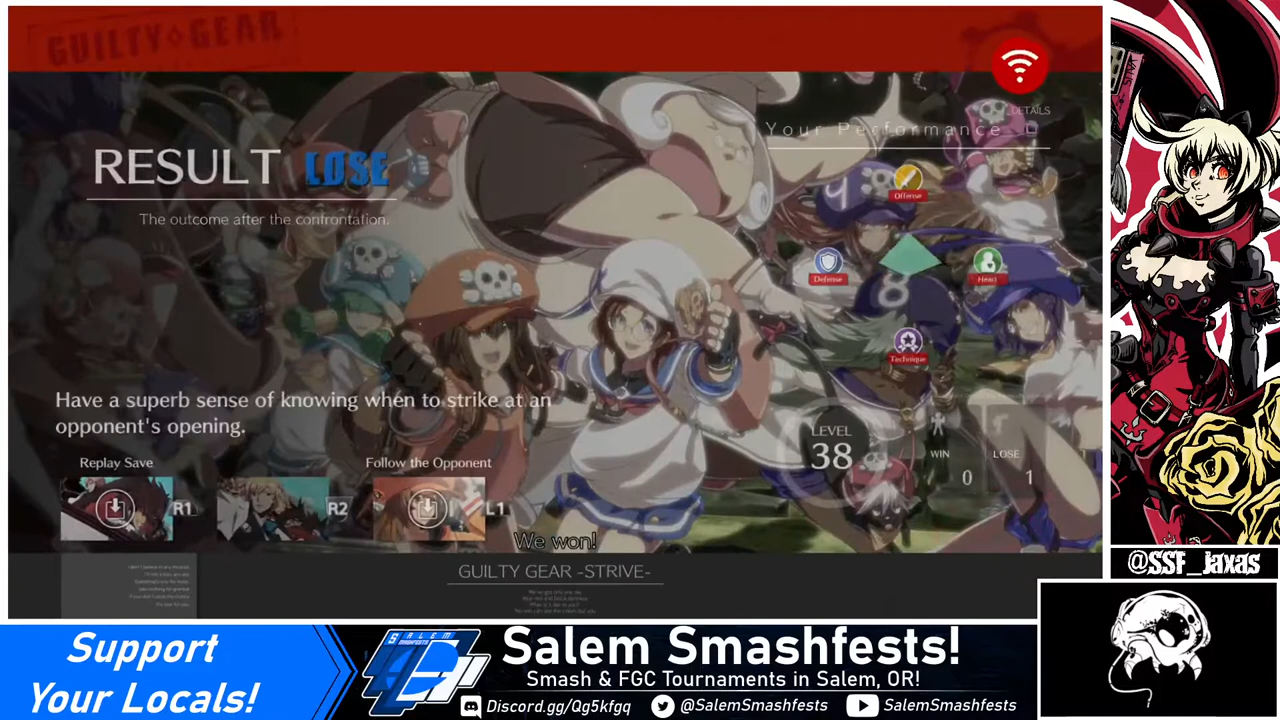 GUILTY GEAR
DETAILS
Your Performance
RESULT LOSE
The outcome after the confrontation.
Offense
Defense
Heart
Technique
Have a superb sense of knowing when to strike at an
opponent's opening.
LEVEL
38
WIN
LOSE
0
1
Replay Save
Follow the Opponent
R1
R2
L1
We won!
GUILTY GEAR -STRIVE-
@SSF_jaxas
Support
Your Locals!
SALEM
SMASHFESTS
Salem Smashfests!
Smash & FGC Tournaments in Salem, OR!
Discord.gg/Qg5kfgq
@SalemSmashfests
SalemSmashfests